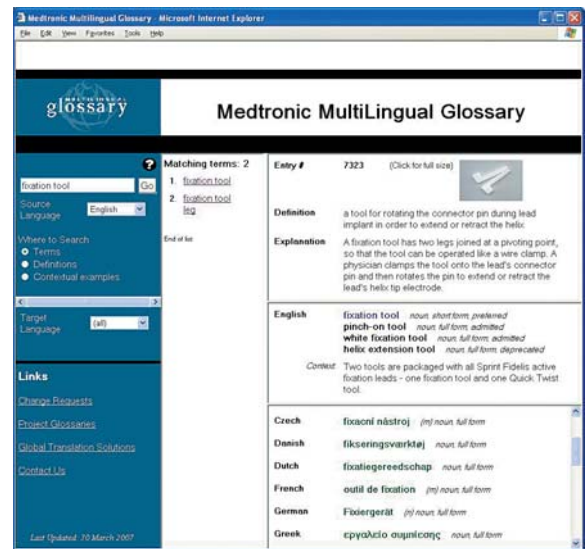 Medtronic Multilingual Glossary - Microsoft Internet Explorer
File Edit View Favorites Tools Help
MULTILINGUAL
glossary
Medtronic MultiLingual Glossary
?
fixation tool Go
Source Language English
Where to Search
Terms
Definitions
Contextual examples
Target Language (all)
Links
Change Requests
Project Glossaries
Global Translation Solutions
Contact Us
Last Updated: 20 March 2007
Matching terms: 2
1. fixation tool
2. fixation tool
leg
End of list
Entry # 7323 (Click for full size)
Definition a tool for rotating the connector pin during lead
implant in order to extend or retract the helix
Explanation A fixation tool has two legs joined at a pivoting point,
so that the tool can be operated like a wire clamp. A
physician clamps the tool onto the lead's connector
pin and then rotates the pin to extend or retract the
lead's helix tip electrode.
English fixation tool noun, short form, preferred
pinch-on tool noun, full form, admitted
white fixation tool noun, full form, admitted
helix extension tool noun, full form, deprecated
Context Two tools are packaged with all Sprint Fidelis active
fixation leads - one fixation tool and one Quick Twist
tool.
Czech fixacní nástroj (m) noun, full form
Danish fikseringsværktøj noun, full form
Dutch fixatiegereedschap noun, full form
French outil de fixation (m) noun, full form
German Fixiergerät (n) noun, full form
Greek εργαλείο noun, full form